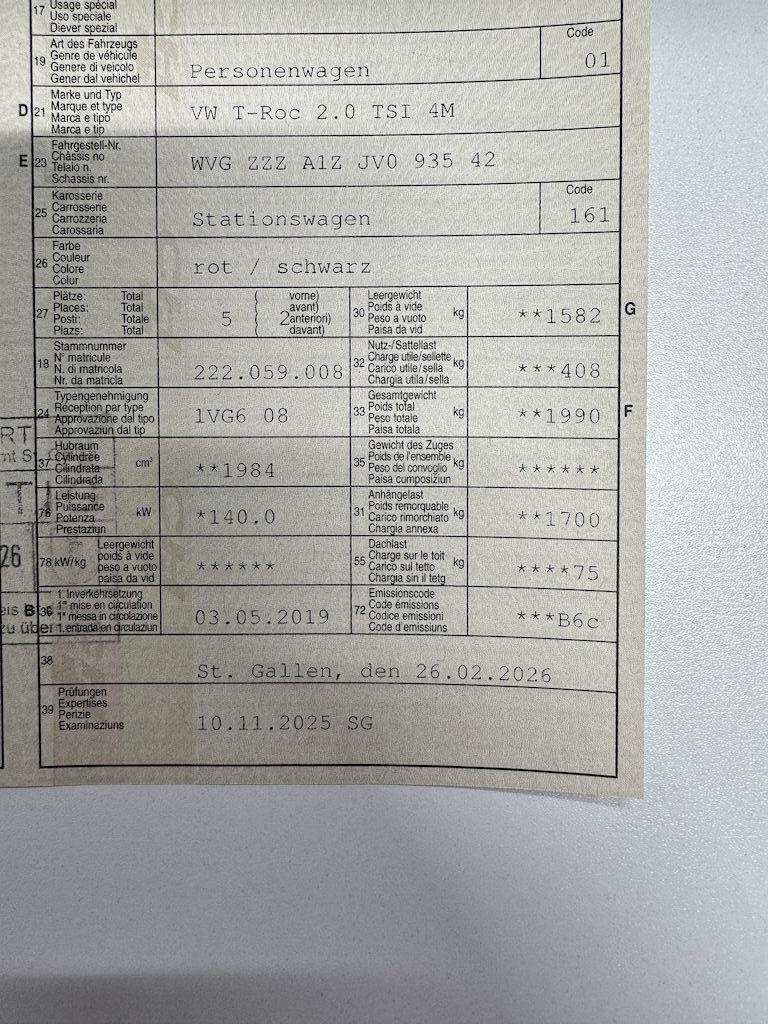 17 Usage spécial
Uso speciale
Diever spezial
19 Art des Fahrzeugs
Genre de véhicule
Genere di veicolo
Gener dal vehichel
Personenwagen
Code
01
D 21 Marke und Typ
Marque et type
Marca e tipo
Marca e tip
VW T-Roc 2.0 TSI 4M
E 23 Fahrgestell-Nr.
Châssis no
Telaio n.
Schassis nr.
WVG ZZZ A1Z JV0 935 42
25 Karosserie
Carrosserie
Carrozzeria
Carossaria
Stationswagen
Code
161
26 Farbe
Couleur
Colore
Colur
rot / schwarz
27 Plätze: Total
Places: Total
Posti: Totale
Plazs: Total
5 ( 2 vorne)
avant)
anteriori)
davant)
30 Leergewicht
Poids à vide
Peso a vuoto
Paisa da vid
kg
**1582
G
18 Stammnummer
N° matricule
N. di matricola
Nr. da matricla
222.059.008
32 Nutz-/Sattellast
Charge utile/sellette
Carico utile/sella
Chargia utila/sella
kg
***408
24 Typengenehmigung
Réception par type
Approvazione del tipo
Approvaziun dal tip
1VG6 08
33 Gesamtgewicht
Poids total
Peso totale
Paisa totala
kg
**1990
F
37 Hubraum
Cylindrée
Cilindrata
Cilindrada
cm³
**1984
35 Gewicht des Zuges
Poids de l'ensemble
Peso del convoglio
Paisa cumposiziun
kg
******
76 Leistung
Puissance
Potenza
Prestaziun
kW
*140.0
31 Anhängelast
Poids remorquable
Carico rimorchiato
Chargia annexa
kg
**1700
78 kW/kg
Leergewicht
poids à vide
peso a vuoto
paisa da vid
******
55 Dachlast
Charge sur le toit
Carico sul tetto
Chargia sin il tetg
kg
****75
B 36 1. Inverkehrsetzung
1re mise en circulation
1a messa in circolazione
1. entrada en circulaziun
03.05.2019
72 Emissionscode
Code émissions
Codice emissioni
Code d'emissiuns
***B6c
38
St. Gallen, den 26.02.2026
39 Prüfungen
Expertises
Perizie
Examinaziuns
10.11.2025 SG
RT
mt S
T
26
eis
zu über